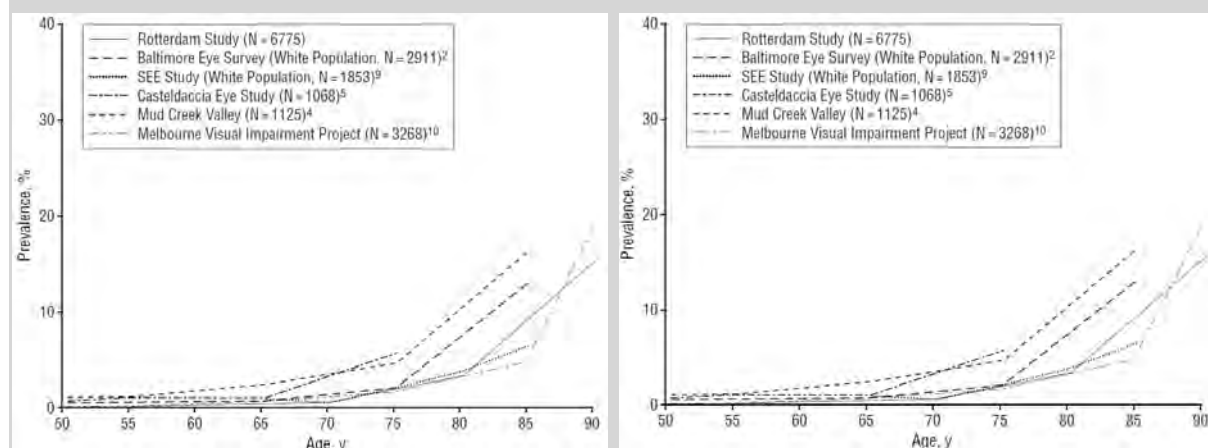 40
30
20
10
0
Prevalence, %
Rotterdam Study (N = 6775)
Baltimore Eye Survey (White Population, N = 2911)2
SEE Study (White Population, N = 1853)9
Casteldaccia Eye Study (N = 1068)5
Mud Creek Valley (N = 1125)4
Melbourne Visual Impairment Project (N = 3268)10
50 55 60 65 70 75 80 85 90
Age, y
40
30
20
10
0
Prevalence, %
Rotterdam Study (N = 6775)
Baltimore Eye Survey (White Population, N = 2911)2
SEE Study (White Population, N = 1853)9
Casteldaccia Eye Study (N = 1068)5
Mud Creek Valley (N = 1125)4
Melbourne Visual Impairment Project (N = 3268)10
50 55 60 65 70 75 80 85 90
Age, y